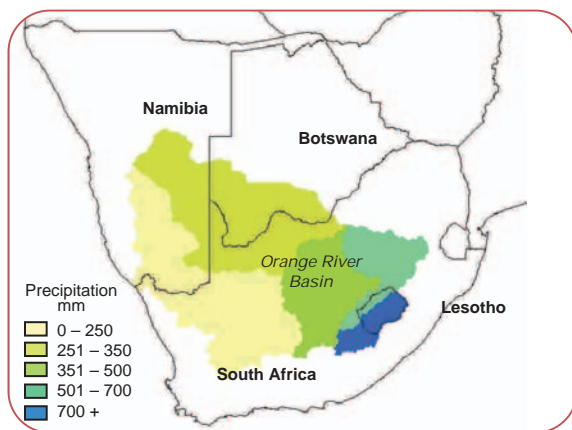 Namibia
Botswana
Orange River
Basin
Lesotho
South Africa
Precipitation
mm
0 – 250
251 – 350
351 – 500
501 – 700
700 +